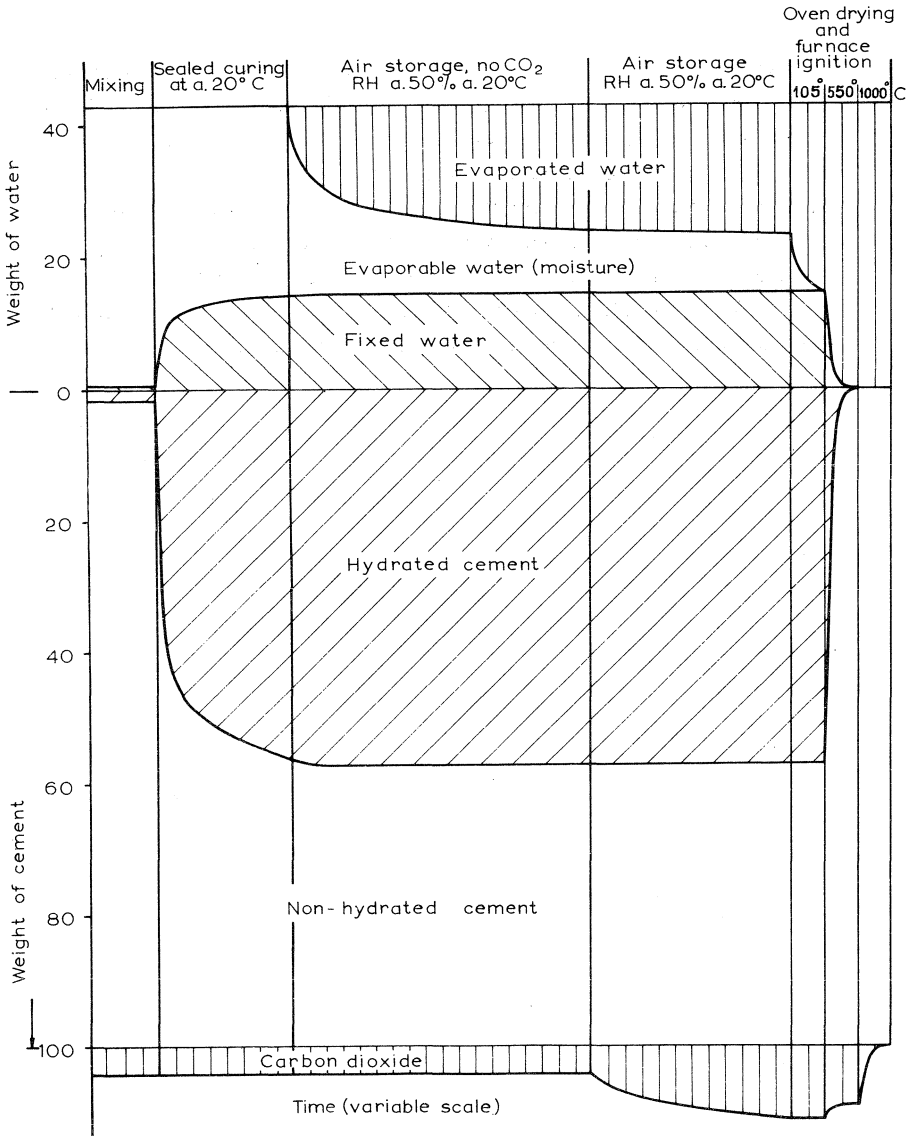 Oven drying
and
furnace
ignition
Mixing
Sealed curing
at a. 20° C
Air storage, no CO2
RH a. 50% a. 20°C
Air storage
RH a. 50% a. 20°C
105° 550° 1000° C
40
Evaporated water
20
Evaporable water (moisture)
Weight of water
Fixed water
0
20
Hydrated cement
40
60
Weight of cement
Non-hydrated cement
80
100
Carbon dioxide
Time (variable scale)